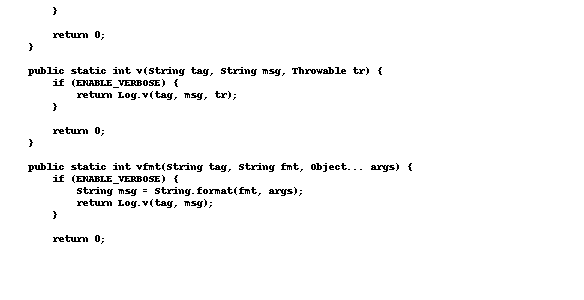 }

        return 0;
    }

    public static int v(String tag, String msg, Throwable tr) {
        if (ENABLE_VERBOSE) {
            return Log.v(tag, msg, tr);
        }

        return 0;
    }

    public static int vfmt(String tag, String fmt, Object... args) {
        if (ENABLE_VERBOSE) {
            String msg = String.format(fmt, args);
            return Log.v(tag, msg);
        }

        return 0;